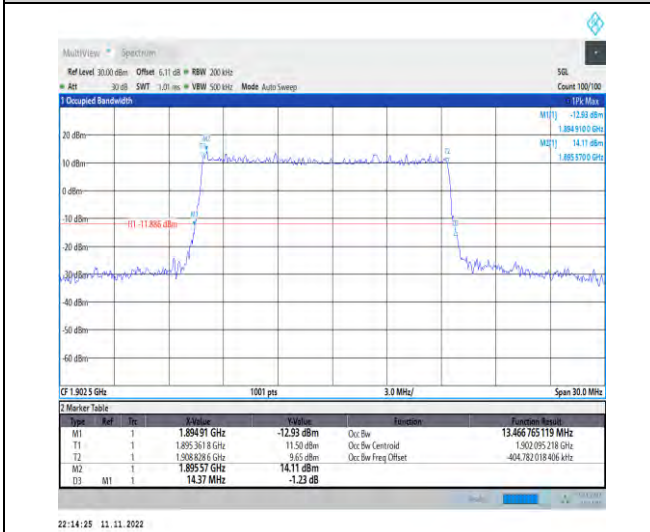 MultiView Spectrum
Ref Level 30.00 dBm Offset 6.11 dB RBW 200 kHz SGL
Att 30 dB SWT 1.01 ms VBW 500 kHz Mode Auto Sweep Count 100/100
1 Occupied Bandwidth 1Pk Max
M1[1] -12.93 dBm
1.894 910 0 GHz
M2[1] 14.11 dBm
1.895 570 0 GHz
M2
T1
T2
20 dBm
10 dBm
0 dBm
-10 dBm
M1
H1 -11.886 dBm
-20 dBm
-30 dBm
-40 dBm
-50 dBm
-60 dBm
CF 1.902 5 GHz 1001 pts 3.0 MHz/ Span 30.0 MHz
2 Marker Table
Type Ref Trc X-Value Y-Value Function Function Result
M1 1 1.894 91 GHz -12.93 dBm Occ Bw 13.466 765 119 MHz
T1 1 1.895 361 8 GHz 11.50 dBm Occ Bw Centroid 1.902 095 218 GHz
T2 1 1.908 828 6 GHz 9.65 dBm Occ Bw Freq Offset -404.782 018 406 kHz
M2 1 1.895 57 GHz 14.11 dBm
D3 M1 1 14.37 MHz -1.23 dB
22:14:25 11.11.2022